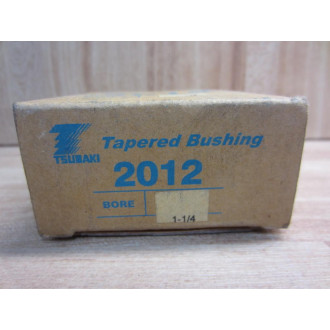 TSUBAKI
Tapered Bushing
2012
BORE
1-1/4